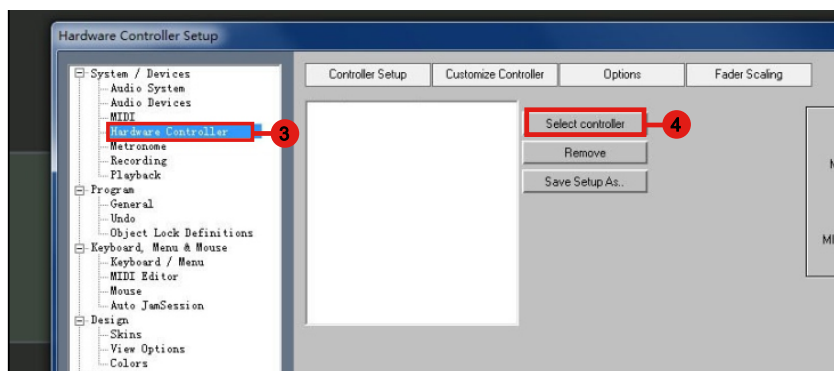 Hardware Controller Setup
System / Devices
Audio System
Audio Devices
MIDI
Hardware Controller
3
Metronome
Recording
Playback
Program
General
Undo
Object Lock Definitions
Keyboard, Menu & Mouse
Keyboard / Menu
MIDI Editor
Mouse
Auto JamSession
Design
Skins
View Options
Colors
Controller Setup
Customize Controller
Options
Fader Scaling
Select controller
4
Remove
Save Setup As..
MI